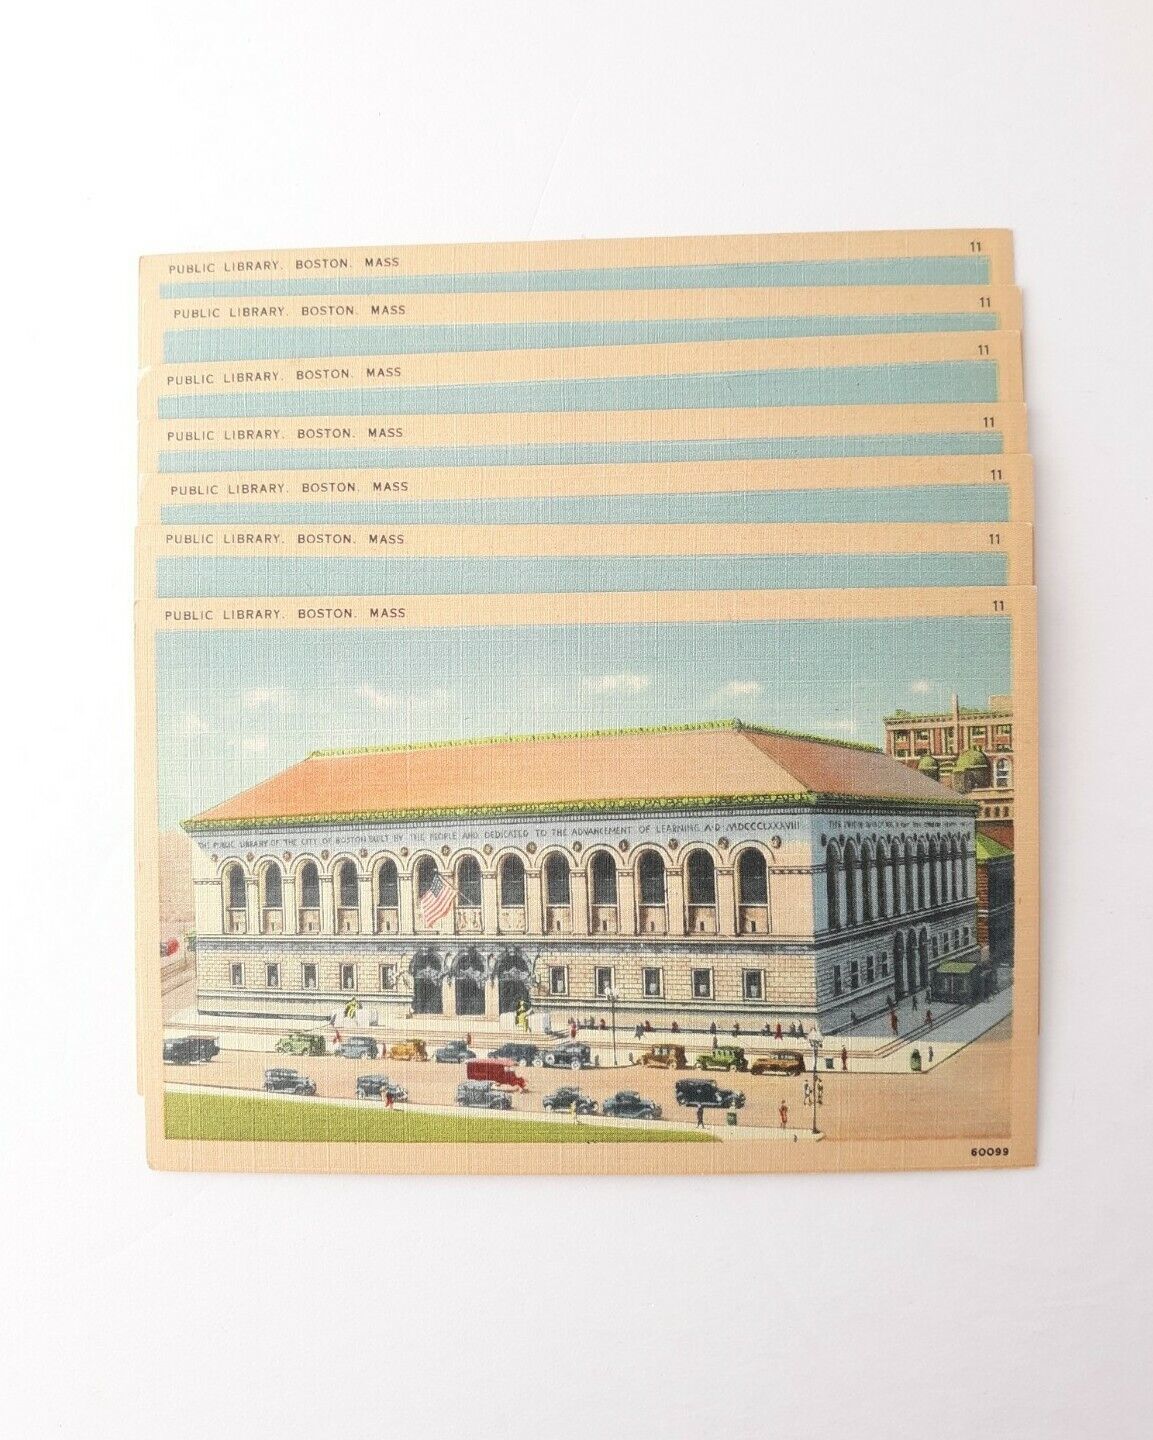 PUBLIC LIBRARY. BOSTON. MASS 11
PUBLIC LIBRARY. BOSTON. MASS 11
PUBLIC LIBRARY. BOSTON. MASS 11
PUBLIC LIBRARY. BOSTON. MASS 11
PUBLIC LIBRARY. BOSTON. MASS 11
PUBLIC LIBRARY. BOSTON. MASS 11
PUBLIC LIBRARY. BOSTON. MASS 11
THE PUBLIC LIBRARY OF THE CITY OF BOSTON BUILT BY THE PEOPLE AND DEDICATED TO THE ADVANCEMENT OF LEARNING A·D·MDCCCLXXXVIII
60099